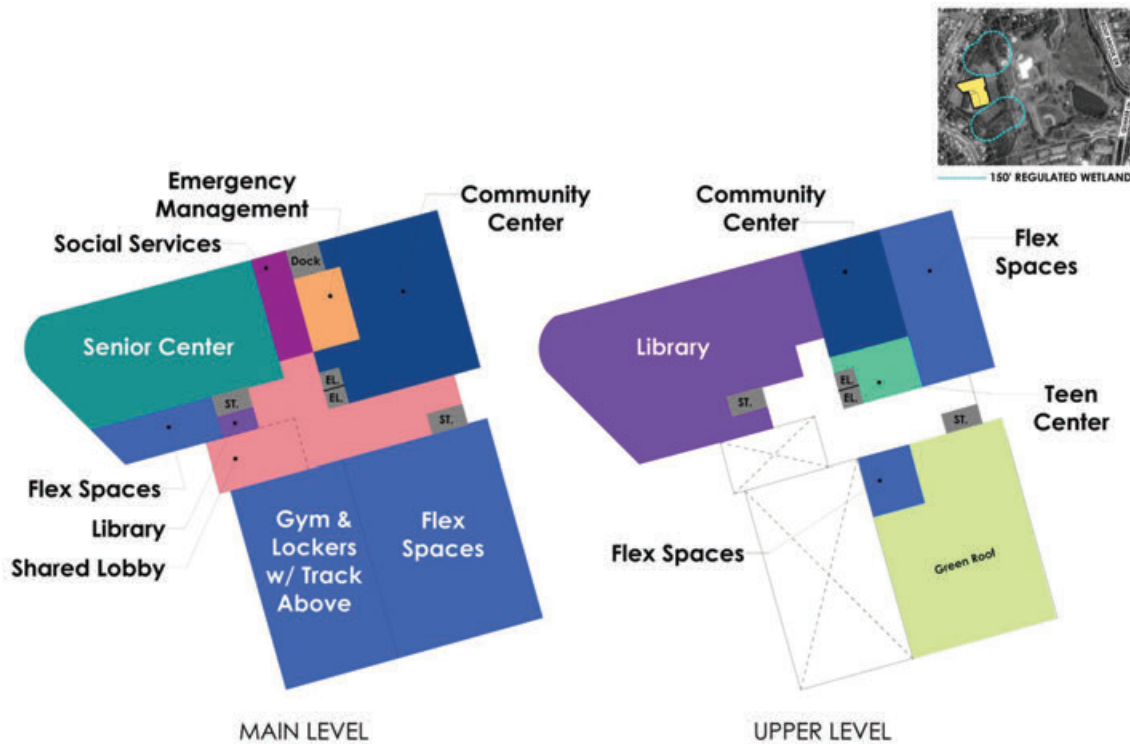 150' REGULATED WETLAND
Emergency
Management
Social Services
Community
Center
Dock
Senior Center
EL.
EL.
ST.
ST.
Flex Spaces
Library
Shared Lobby
Gym &
Lockers
w/ Track
Above
Flex
Spaces
MAIN LEVEL
Community
Center
Flex
Spaces
Library
EL.
EL.
ST.
ST.
Teen
Center
Flex Spaces
Green Roof
UPPER LEVEL